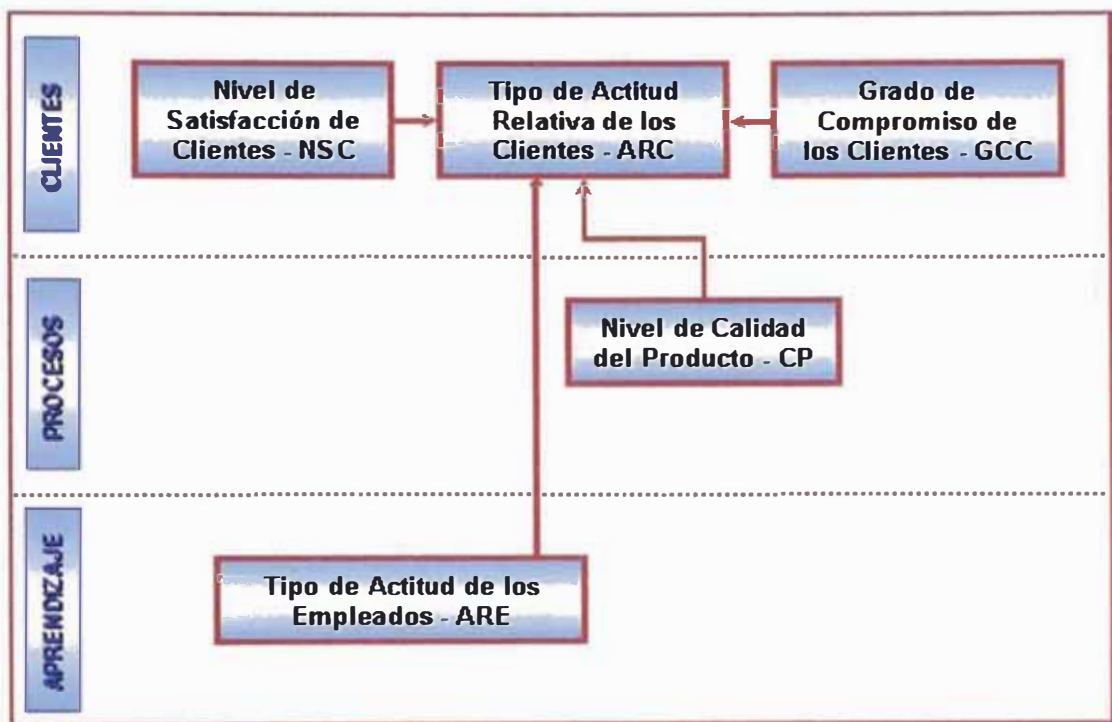 CLIENTES
Nivel de
Satisfacción de
Clientes - NSC
Tipo de Actitud
Relativa de los
Clientes - ARC
Grado de
Compromiso de
los Clientes - GCC
PROCESOS
Nivel de Calidad
del Producto - CP
APRENDIZAJE
Tipo de Actitud de los
Empleados - ARE